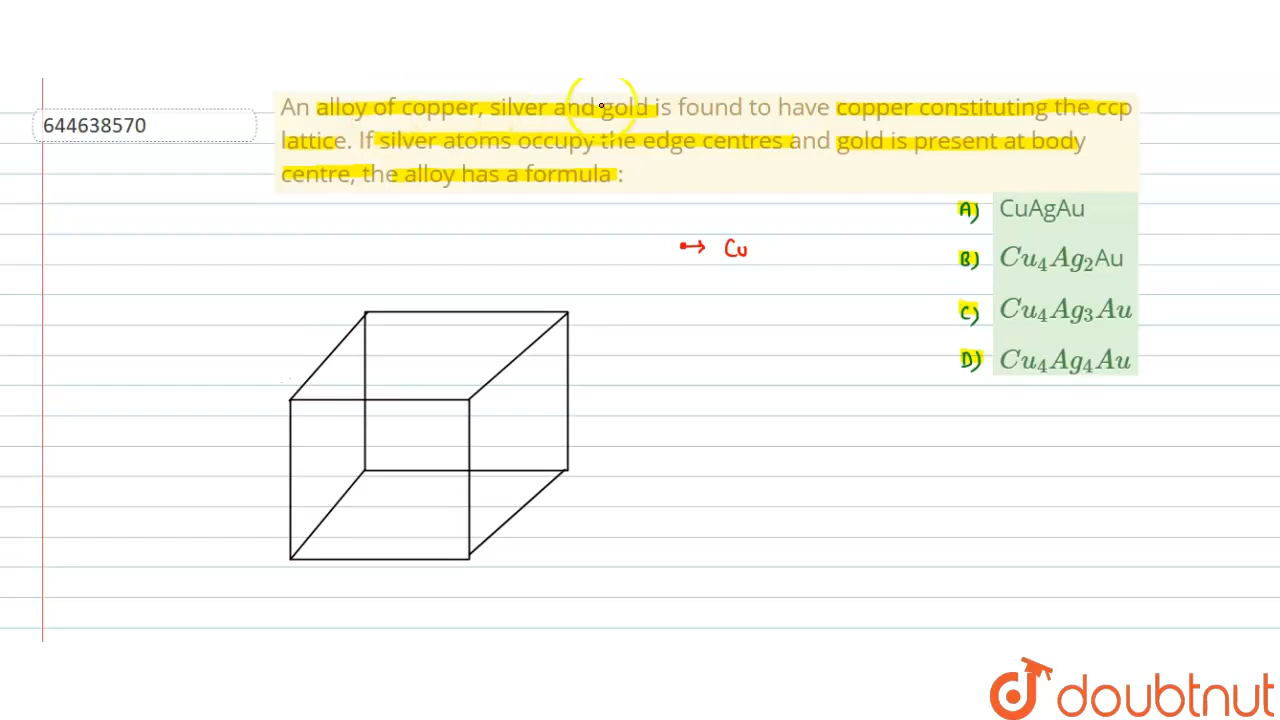 An alloy of copper, silver and gold is found to have copper constituting the ccp
644638570
lattice. If silver atoms occupy the edge centres and gold is present at body
centre, the alloy has a formula :
A) CuAgAu
→ Cu
B) Cu₄Ag₂Au
C) Cu₄Ag₃Au
D) Cu₄Ag₄Au
doubtnut